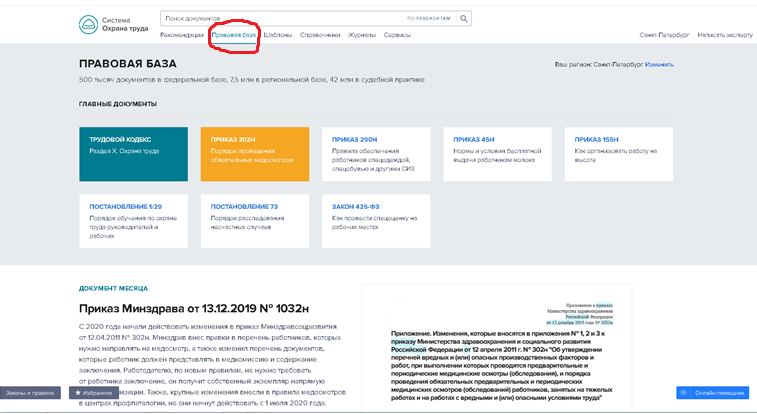 Система
Охрана труда
Поиск документов
ПО РЕКВИЗИТАМ
Рекомендации Правовая база Шаблоны Справочники Журналы Сервисы
Санкт-Петербург Написать эксперту
ПРАВОВАЯ БАЗА
500 тысяч документов в федеральной базе, 7,5 млн в региональной базе, 42 млн в судебной практике
Ваш регион: Санкт-Петербург Изменить
ГЛАВНЫЕ ДОКУМЕНТЫ
ТРУДОВОЙ КОДЕКС
Раздел X. Охрана труда
ПРИКАЗ 302Н
Порядок проведения
обязательных медосмотров
ПРИКАЗ 290Н
Правила обеспечения
работников спецодеждой,
спецобувью и другими СИЗ
ПРИКАЗ 45Н
Нормы и условия бесплатной
выдачи работникам молока
ПРИКАЗ 155Н
Как организовать работу на
высоте
ПОСТАНОВЛЕНИЕ 1/29
Порядок обучения по охране
труда руководителей и
рабочих
ПОСТАНОВЛЕНИЕ 73
Порядок расследования
несчастных случаев
ЗАКОН 426-ФЗ
Как провести спецоценку на
рабочих местах
ДОКУМЕНТ МЕСЯЦА
Приказ Минздрава от 13.12.2019 № 1032н
С 2020 года начали действовать изменения в приказ Минздравсоцразвития
от 12.04.2011 № 302н. Минздрав внес правки в перечень работников, которых
нужно направлять на медосмотр, а также изменил перечень документов,
которые работник должен представлять в медкомиссию и содержание
заключения. Работодателю, по новым правилам, не нужно требовать
от работника заключение, он получит собственный экземпляр напрямую
изации. Также, крупные изменения внесли в правила медосмотра
в центрах профпаталогии, но они начнут действовать с 1 июля 2020 года.
Приложение к приказу
Министерства здравоохранения
Российской Федерации
от 13 декабря 2019 года № 1032н
Приложение. Изменения, которые вносятся в приложения № 1, 2 и 3 к
приказу Министерства здравоохранения и социального развития
Российской Федерации от 12 апреля 2011 г. № 302н "Об утверждении
перечней вредных и (или) опасных производственных факторов и
работ, при выполнении которых проводятся предварительные и
периодические медицинские осмотры (обследования), и порядка
проведения обязательных предварительных и периодических
медицинских осмотров (обследований) работников, занятых на тяжелых
работах и на работах с вредными и (или) опасными условиями труда"
Законы и правила
Избранное
Онлайн-помощник